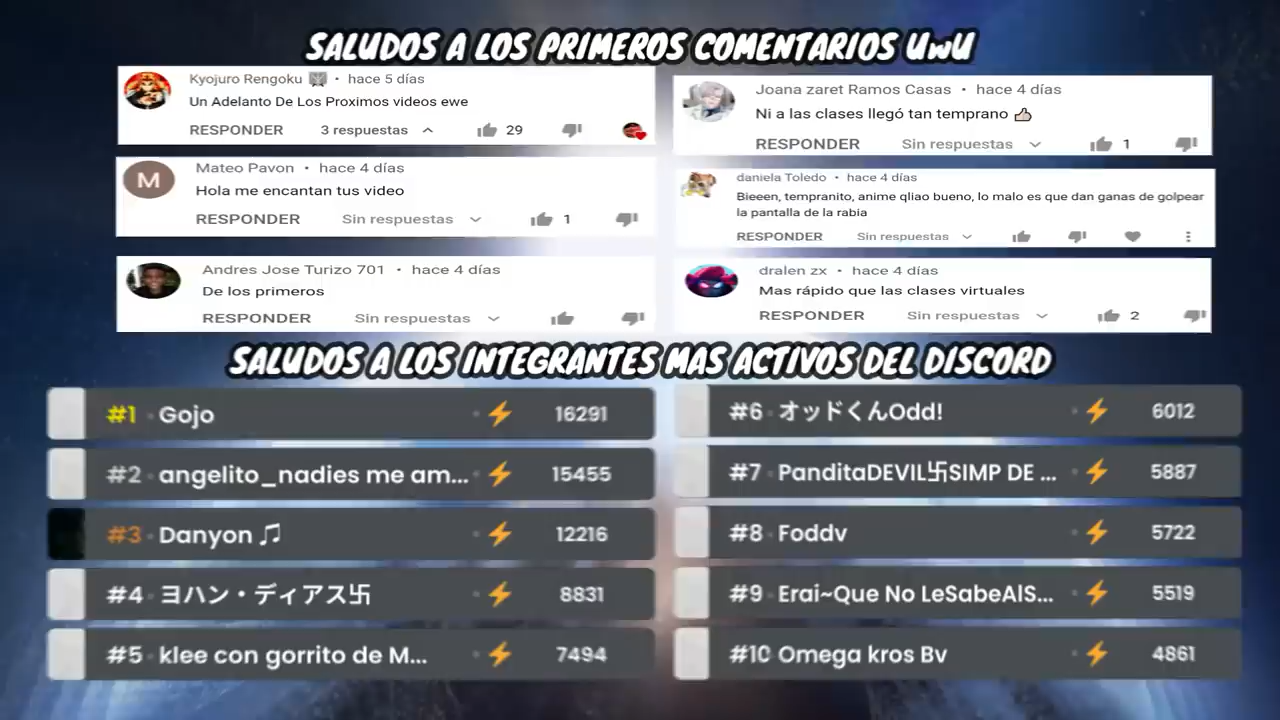 SALUDOS A LOS PRIMEROS COMENTARIOS UwU
Kyojuro Rengoku • hace 5 días
Un Adelanto De Los Proximos videos ewe
RESPONDER 3 respuestas 29
Mateo Pavon • hace 4 días
M
Hola me encantan tus video
RESPONDER Sin respuestas 1
Andres Jose Turizo 701 • hace 4 días
De los primeros
RESPONDER Sin respuestas
Joana zaret Ramos Casas • hace 4 días
Ni a las clases llegó tan temprano 👍🏻
RESPONDER Sin respuestas 1
daniela Toledo • hace 4 días
Bieeen, tempranito, anime qliao bueno, lo malo es que dan ganas de golpear
la pantalla de la rabia
RESPONDER Sin respuestas
dralen zx • hace 4 días
Mas rápido que las clases virtuales
RESPONDER Sin respuestas 2
SALUDOS A LOS INTEGRANTES MAS ACTIVOS DEL DISCORD
#1 • Gojo • ⚡ 16291
#2 • angelito_nadies me am... • ⚡ 15455
#3 • Danyon ♫ • ⚡ 12216
#4 • ヨハン・ディアス卐 • ⚡ 8831
#5 • klee con gorrito de M... • ⚡ 7494
#6 • オッドくんOdd! • ⚡ 6012
#7 • PanditaDEVIL卐SIMP DE ... • ⚡ 5887
#8 • Foddv • ⚡ 5722
#9 • Erai~Que No LeSabeAlS... • ⚡ 5519
#10 • Omega kros Bv • ⚡ 4861